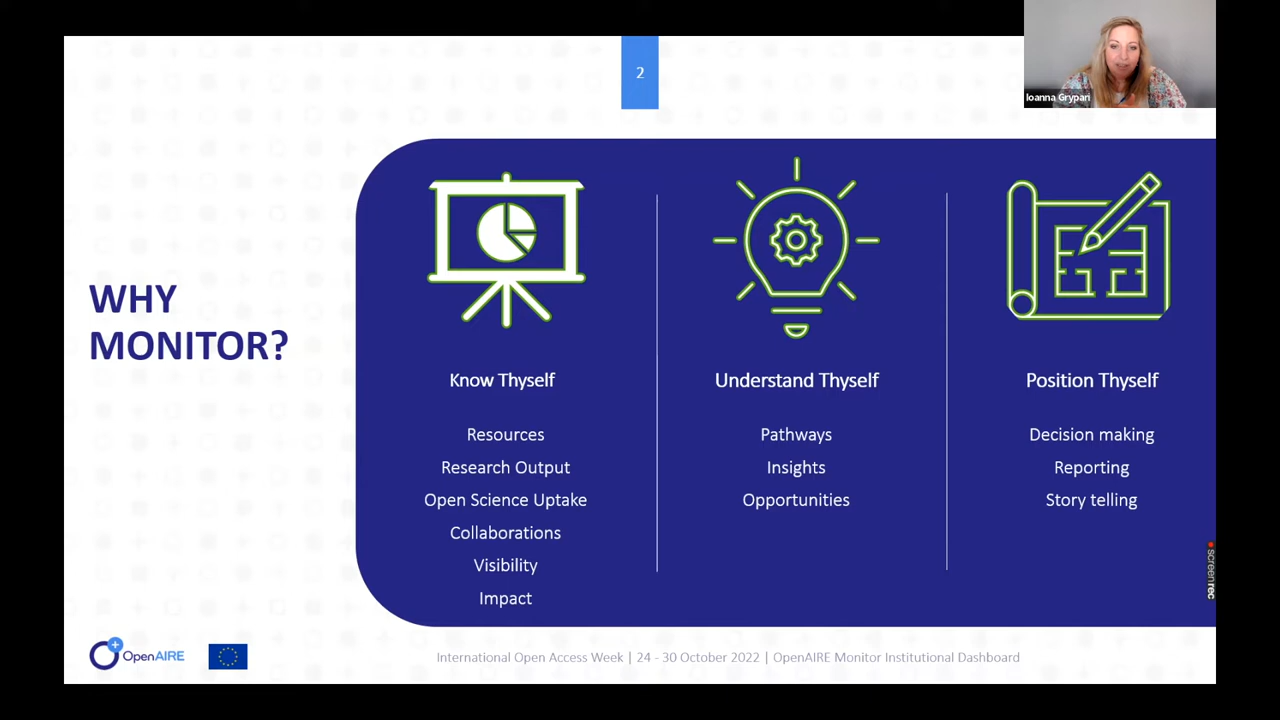 2
Ioanna Grypari
WHY
MONITOR?
Know Thyself
Resources
Research Output
Open Science Uptake
Collaborations
Visibility
Impact
Understand Thyself
Pathways
Insights
Opportunities
Position Thyself
Decision making
Reporting
Story telling
screenrec
OpenAIRE
International Open Access Week | 24 - 30 October 2022 | OpenAIRE Monitor Institutional Dashboard